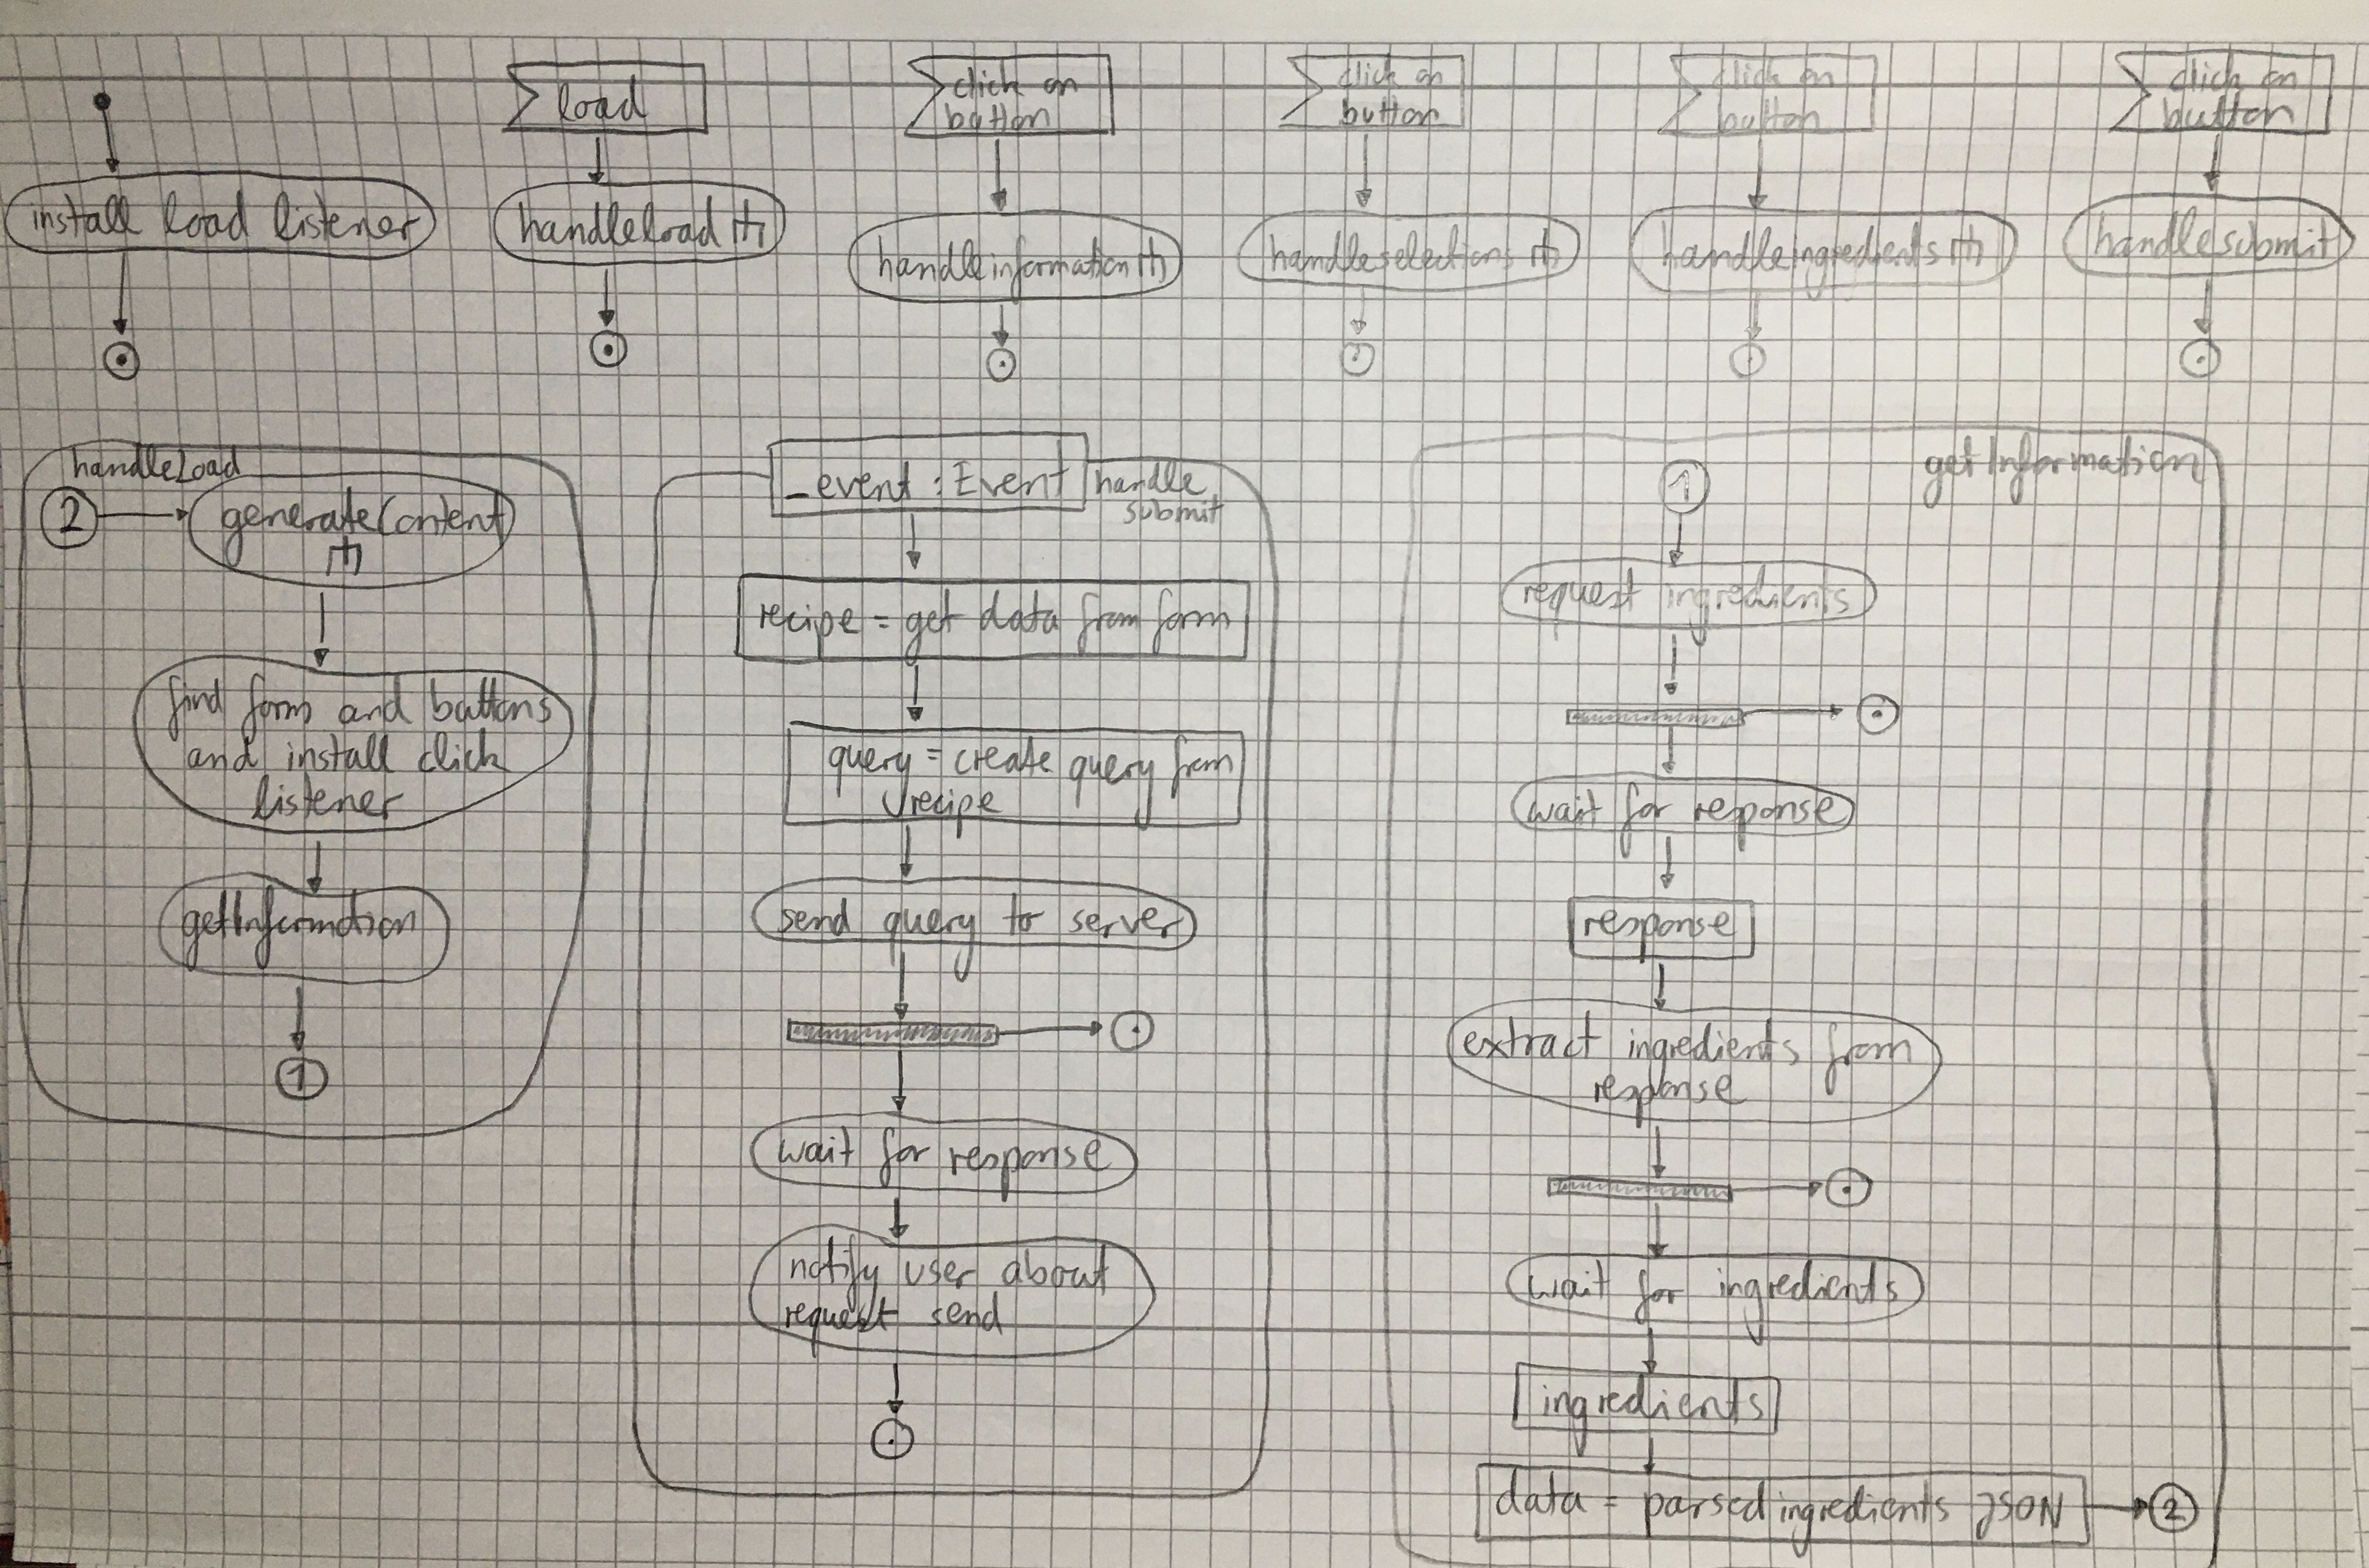 load
click on
button
click on
button
click on
button
click on
button
install load listener
handleload
handleinformation
handleselections
handleingredients
handlesubmit
handleLoad
2
generateContent
find form and buttons
and install click
listener
getInformation
1
_event : Event
handle
submit
recipe = get data from form
query = create query from
recipe
send query to server
wait for response
notify user about
request send
getInformation
1
request ingredients
wait for reponse
response
extract ingredients from
response
wait for ingredients
ingredients
data = parsed ingredients JSON
2